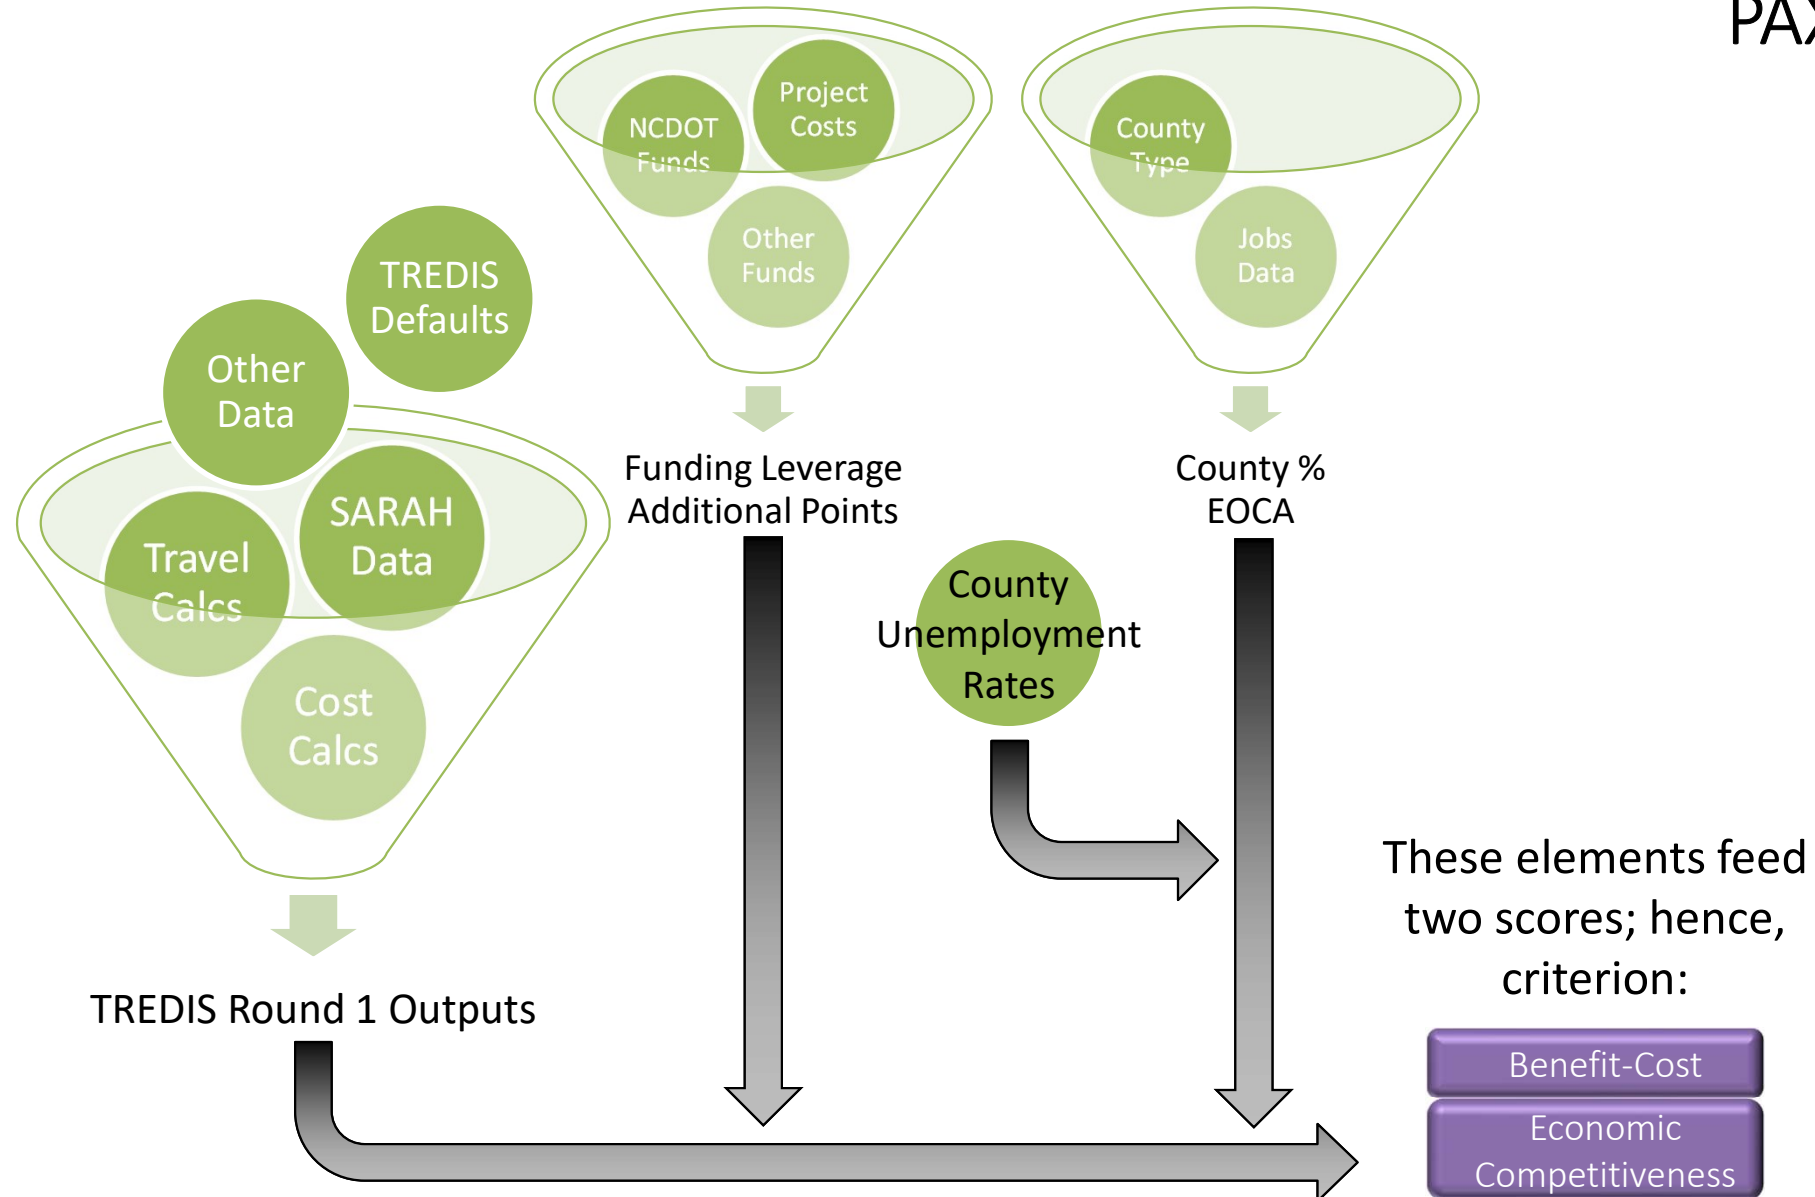 PAX
Project
Costs
NCDOT
Funds
Other
Funds
County
Type
Jobs
Data
TREDIS
Defaults
Other
Data
SARAH
Data
Travel
Calcs
Cost
Calcs
Funding Leverage
Additional Points
County %
EOCA
County
Unemployment
Rates
TREDIS Round 1 Outputs
These elements feed
two scores; hence,
criterion:
Benefit-Cost
Economic
Competitiveness